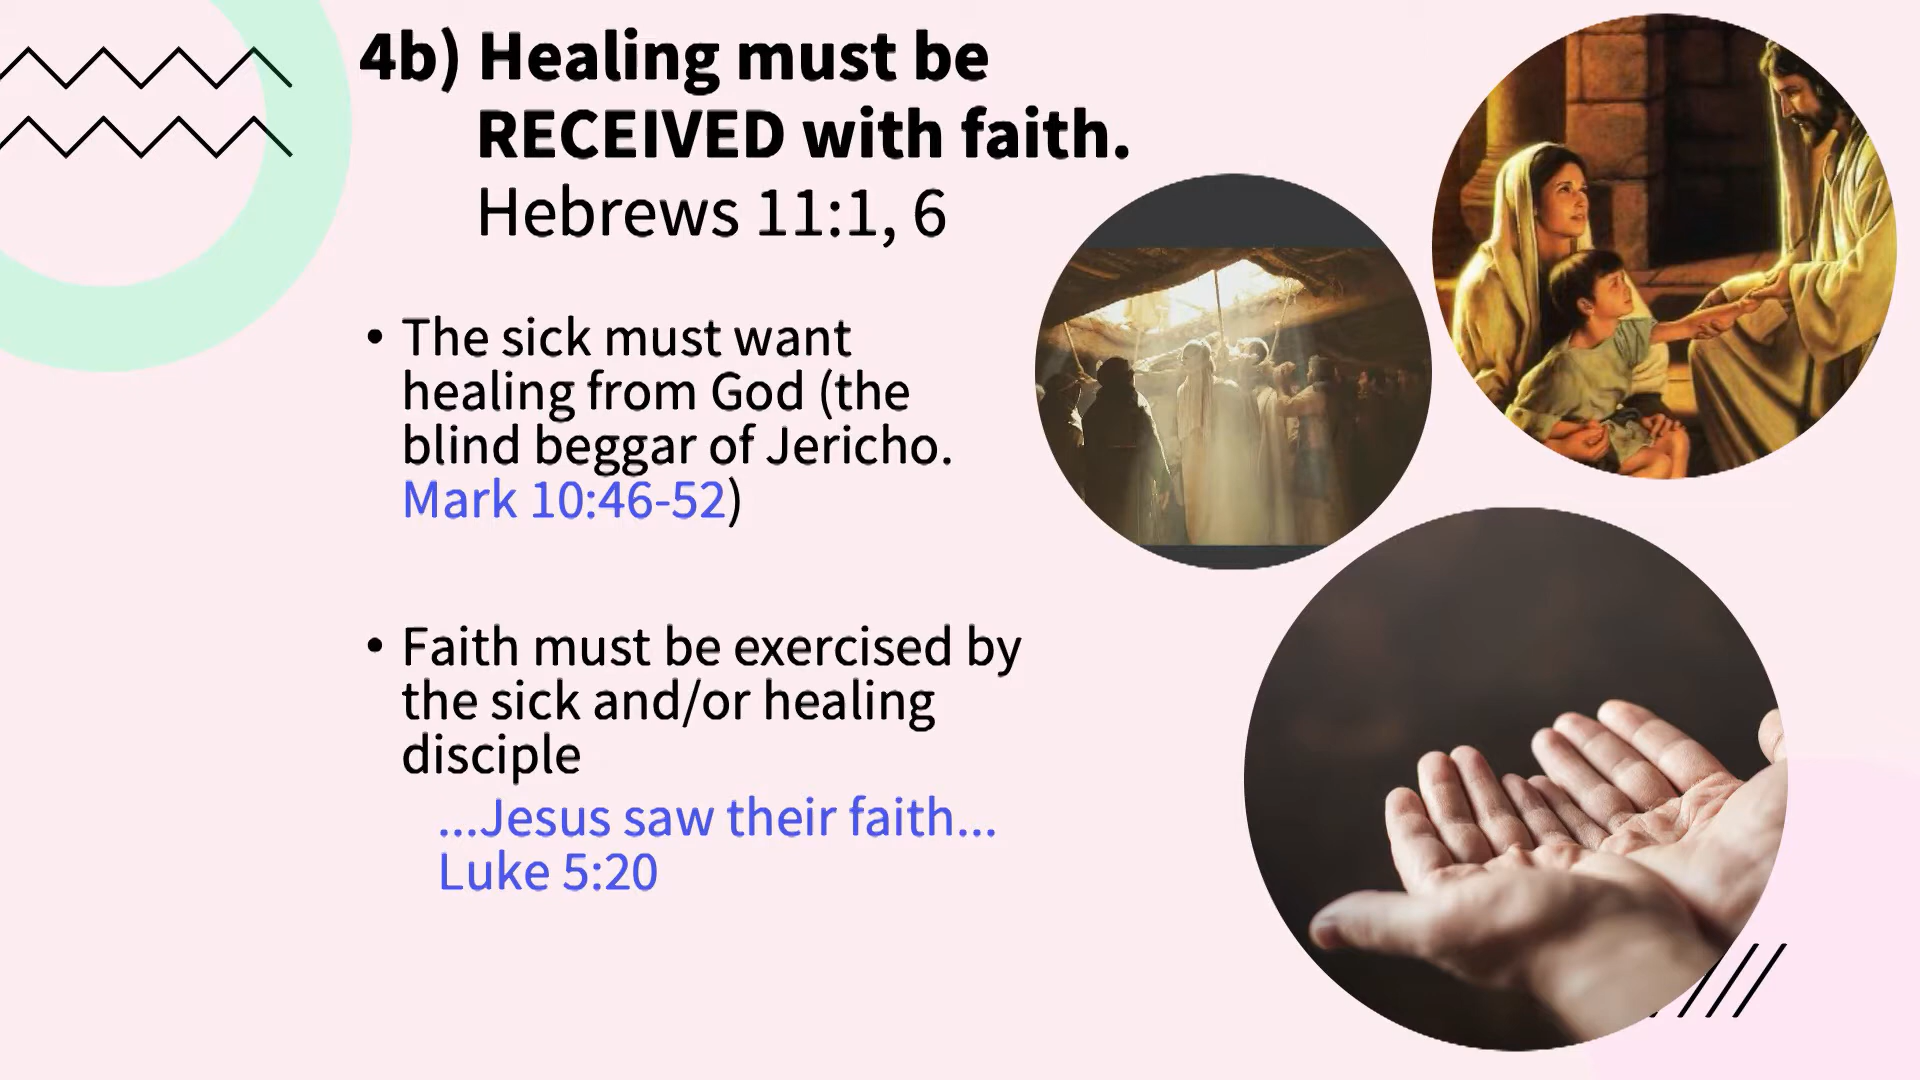 4b) Healing must be
RECEIVED with faith.
Hebrews 11:1, 6
• The sick must want
healing from God (the
blind beggar of Jericho.
Mark 10:46-52)
• Faith must be exercised by
the sick and/or healing
disciple
...Jesus saw their faith...
Luke 5:20